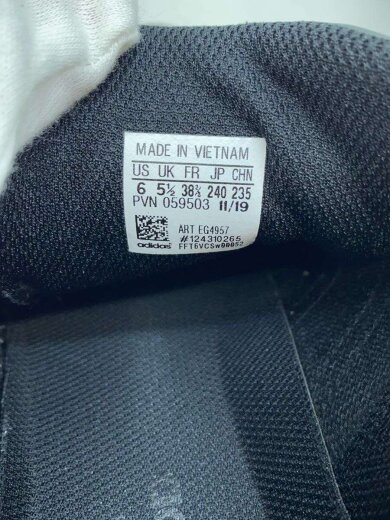 MADE IN VIETNAM
US UK FR JP CHN
6 5½ 38⅔ 240 235
PVN 059503 11/19
ART EG4957
#124310265
adidas FFT6VCSw00052